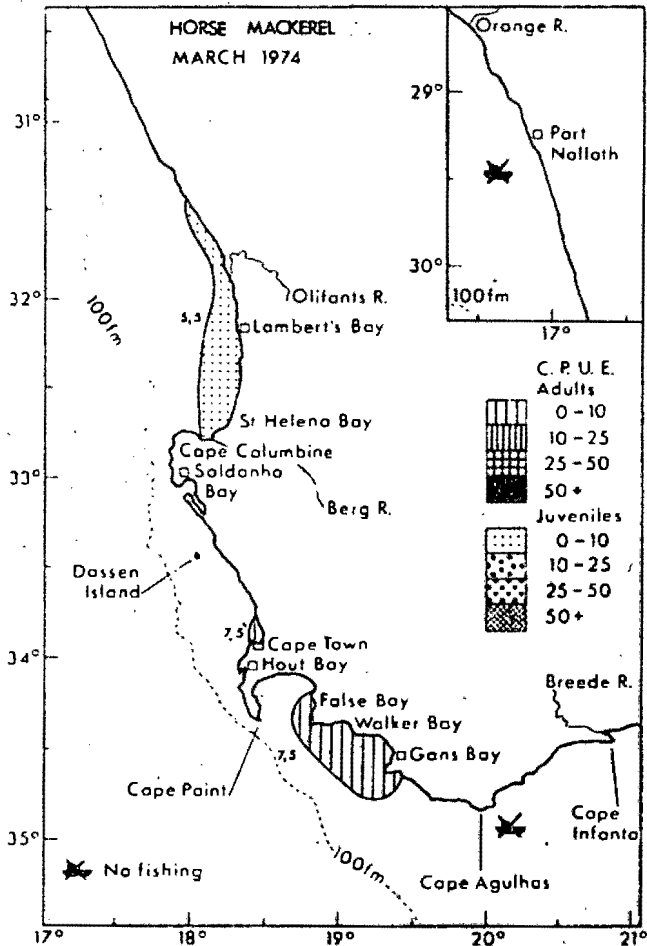 HORSE MACKEREL
MARCH 1974
Orange R.
29°
Port
Nolloth
30°
100fm
17°
31°
32°
33°
34°
35°
100fm
5,5
Olifants R.
Lambert's Bay
St Helena Bay
Cape Columbine
Saldanha
Bay
Berg R.
Dassen
Island
7,5
Cape Town
Hout Bay
False Bay
Walker Bay
Gans Bay
7,5
Cape Point
100fm
Breede R.
Cape
Infanta
Cape Agulhas
C. P. U. E.
Adults
0-10
10-25
25-50
50+
Juveniles
0-10
10-25
25-50
50+
No fishing
17°
18°
19°
20°
21°